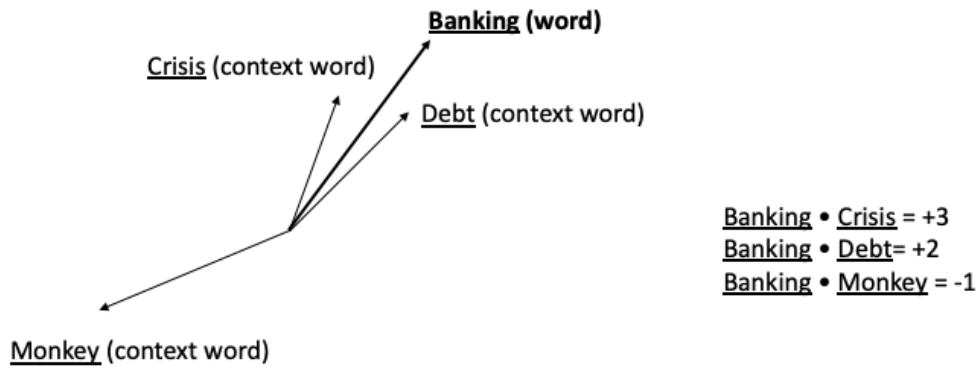 Banking (word)
Crisis (context word)
Debt (context word)
Banking • Crisis = +3
Banking • Debt= +2
Banking • Monkey = -1
Monkey (context word)